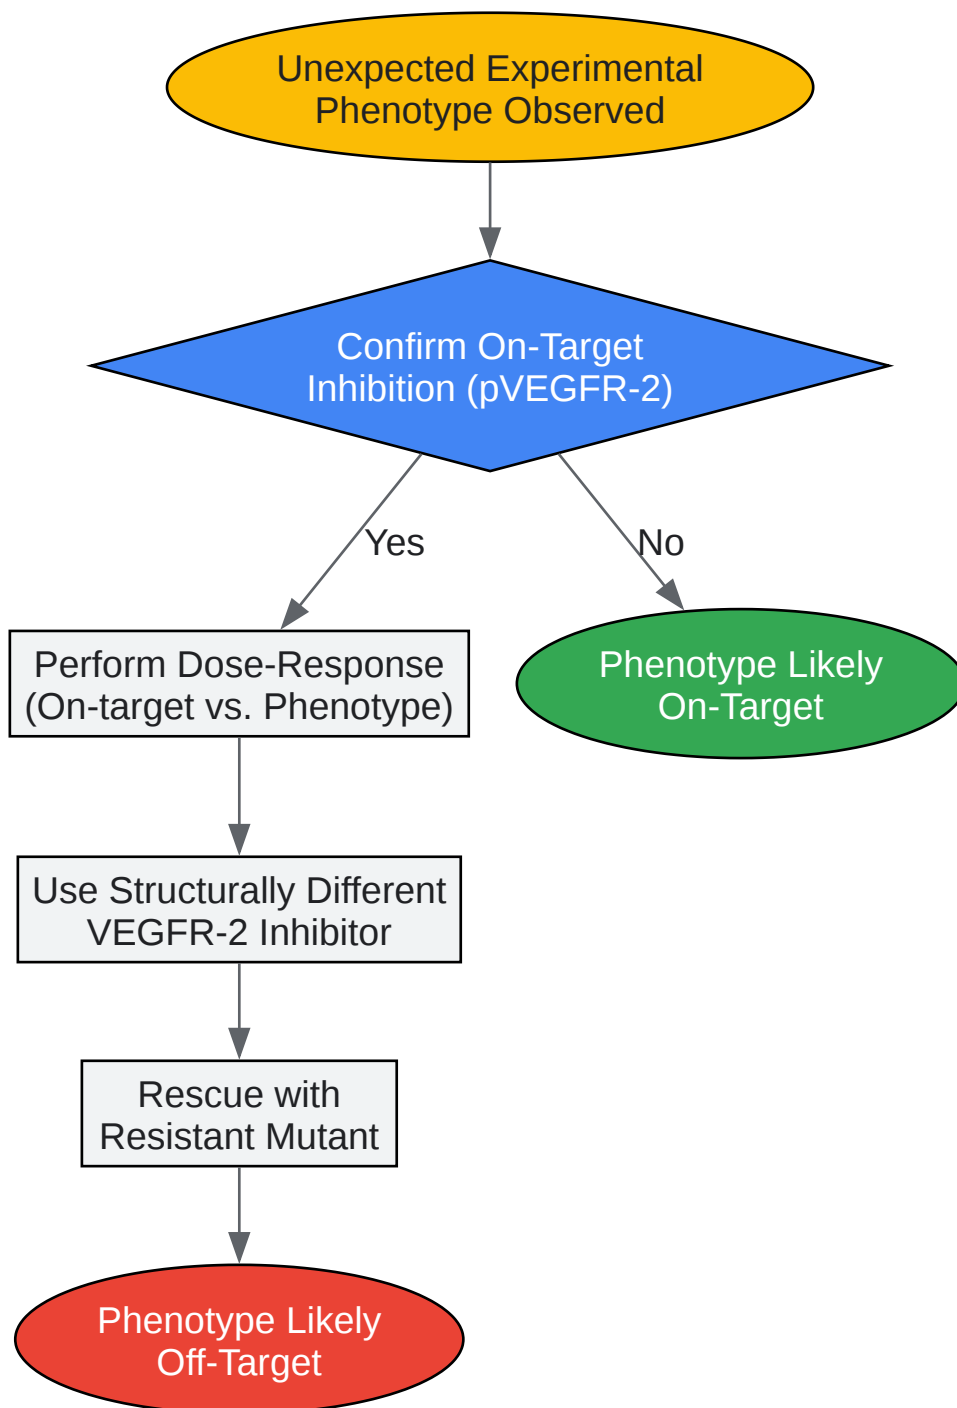 Unexpected Experimental
Phenotype Observed
Confirm On-Target
Inhibition (pVEGFR-2)
Yes
No
Perform Dose-Response
(On-target vs. Phenotype)
Phenotype Likely
On-Target
Use Structurally Different
VEGFR-2 Inhibitor
Rescue with
Resistant Mutant
Phenotype Likely
Off-Target